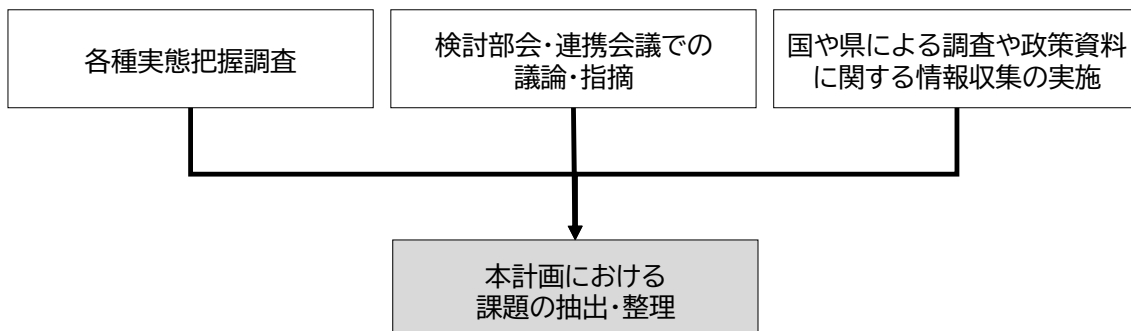 各種実態把握調査
検討部会・連携会議での
議論・指摘
国や県による調査や政策資料
に関する情報収集の実施
本計画における
課題の抽出・整理